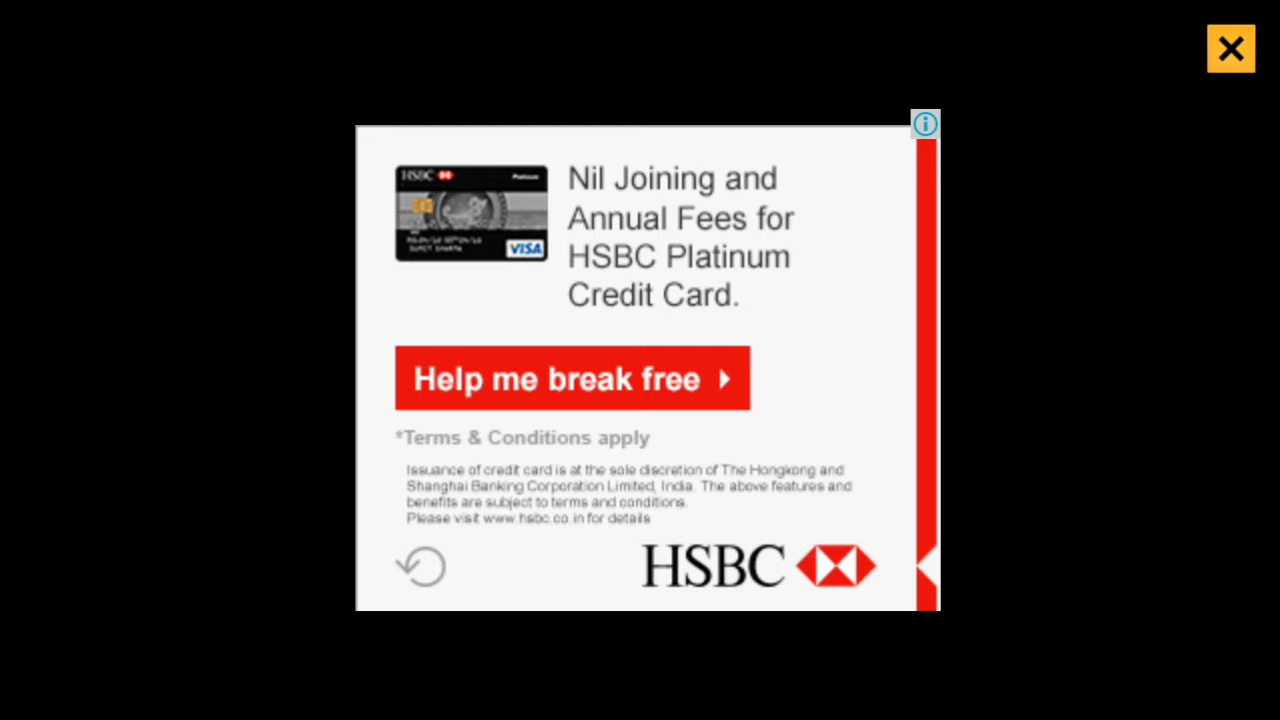 HSBC
Platinum
VISA
Nil Joining and
Annual Fees for
HSBC Platinum
Credit Card.
Help me break free
*Terms & Conditions apply
Issuance of credit card is at the sole discretion of The Hongkong and
Shanghai Banking Corporation Limited, India. The above features and
benefits are subject to terms and conditions.
Please visit www.hsbc.co.in for details
HSBC